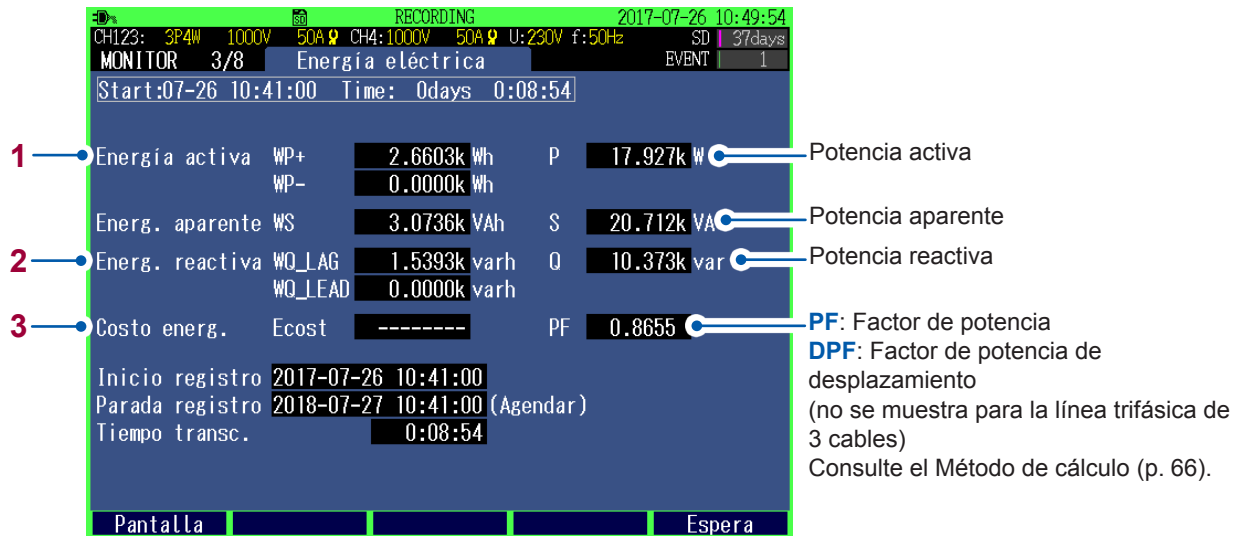 SD RECORDING 2017-07-26 10:49:54
CH123: 3P4W 1000V 50A CH4:1000V 50A U:230V f:50Hz SD 37days
MONITOR 3/8 Energía eléctrica EVENT 1
Start:07-26 10:41:00 Time: 0days 0:08:54
1 Energía activa WP+ 2.6603k Wh P 17.927k W Potencia activa
WP- 0.0000k Wh
Energ. aparente WS 3.0736k VAh S 20.712k VA Potencia aparente
2 Energ. reactiva WQ_LAG 1.5393k varh Q 10.373k var Potencia reactiva
WQ_LEAD 0.0000k varh
3 Costo energ. Ecost -------- PF 0.8655 PF: Factor de potencia
DPF: Factor de potencia de
desplazamiento
(no se muestra para la línea trifásica de
3 cables)
Consulte el Método de cálculo (p. 66).
Inicio registro 2017-07-26 10:41:00
Parada registro 2018-07-27 10:41:00 (Agendar)
Tiempo transc. 0:08:54
Pantalla Espera